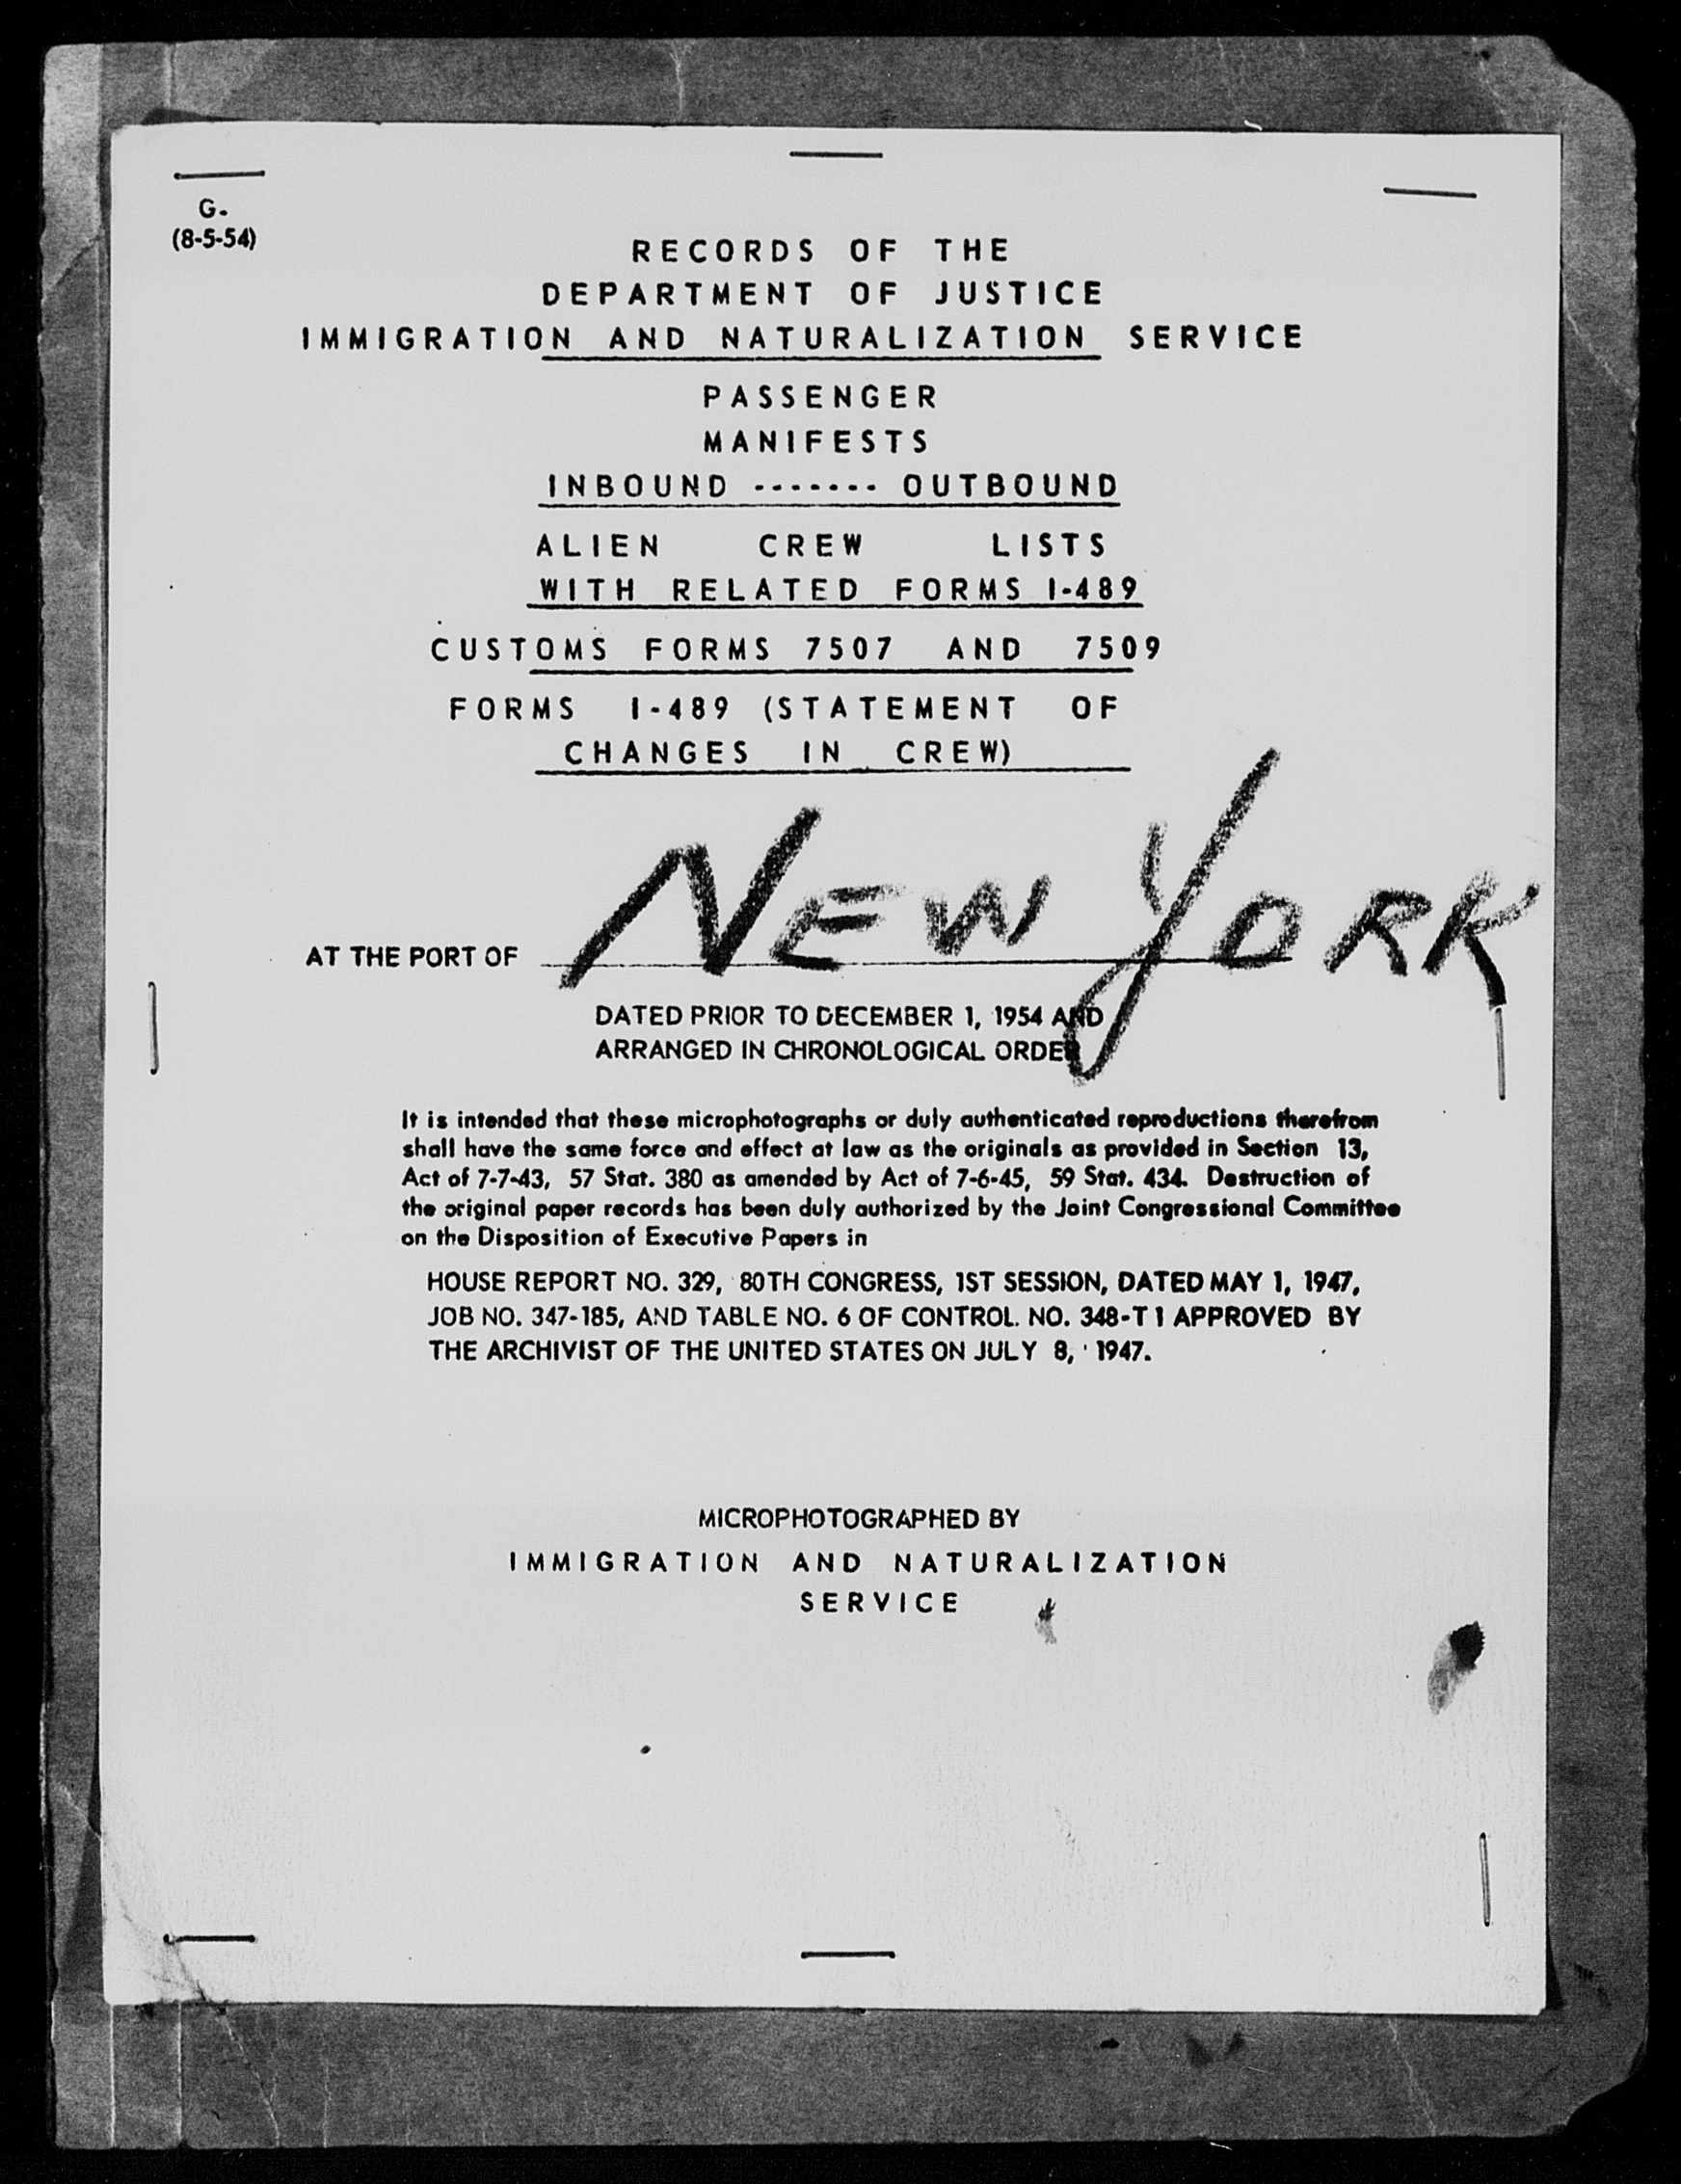 G.
(8-5-54)
RECORDS OF THE
DEPARTMENT OF JUSTICE
IMMIGRATION AND NATURALIZATION SERVICE
PASSENGER
MANIFESTS
INBOUND ------- OUTBOUND
ALIEN CREW LISTS
WITH RELATED FORMS I-489
CUSTOMS FORMS 7507 AND 7509
FORMS I-489 (STATEMENT OF
CHANGES IN CREW)
AT THE PORT OF NEW YORK
DATED PRIOR TO DECEMBER 1, 1954 AND
ARRANGED IN CHRONOLOGICAL ORDER
It is intended that these microphotographs or duly authenticated reproductions therefrom
shall have the same force and effect at law as the originals as provided in Section 13,
Act of 7-7-43, 57 Stat. 380 as amended by Act of 7-6-45, 59 Stat. 434. Destruction of
the original paper records has been duly authorized by the Joint Congressional Committee
on the Disposition of Executive Papers in
HOUSE REPORT NO. 329, 80TH CONGRESS, 1ST SESSION, DATED MAY 1, 1947,
JOB NO. 347-185, AND TABLE NO. 6 OF CONTROL NO. 348-T1 APPROVED BY
THE ARCHIVIST OF THE UNITED STATES ON JULY 8, 1947.
MICROPHOTOGRAPHED BY
IMMIGRATION AND NATURALIZATION
SERVICE